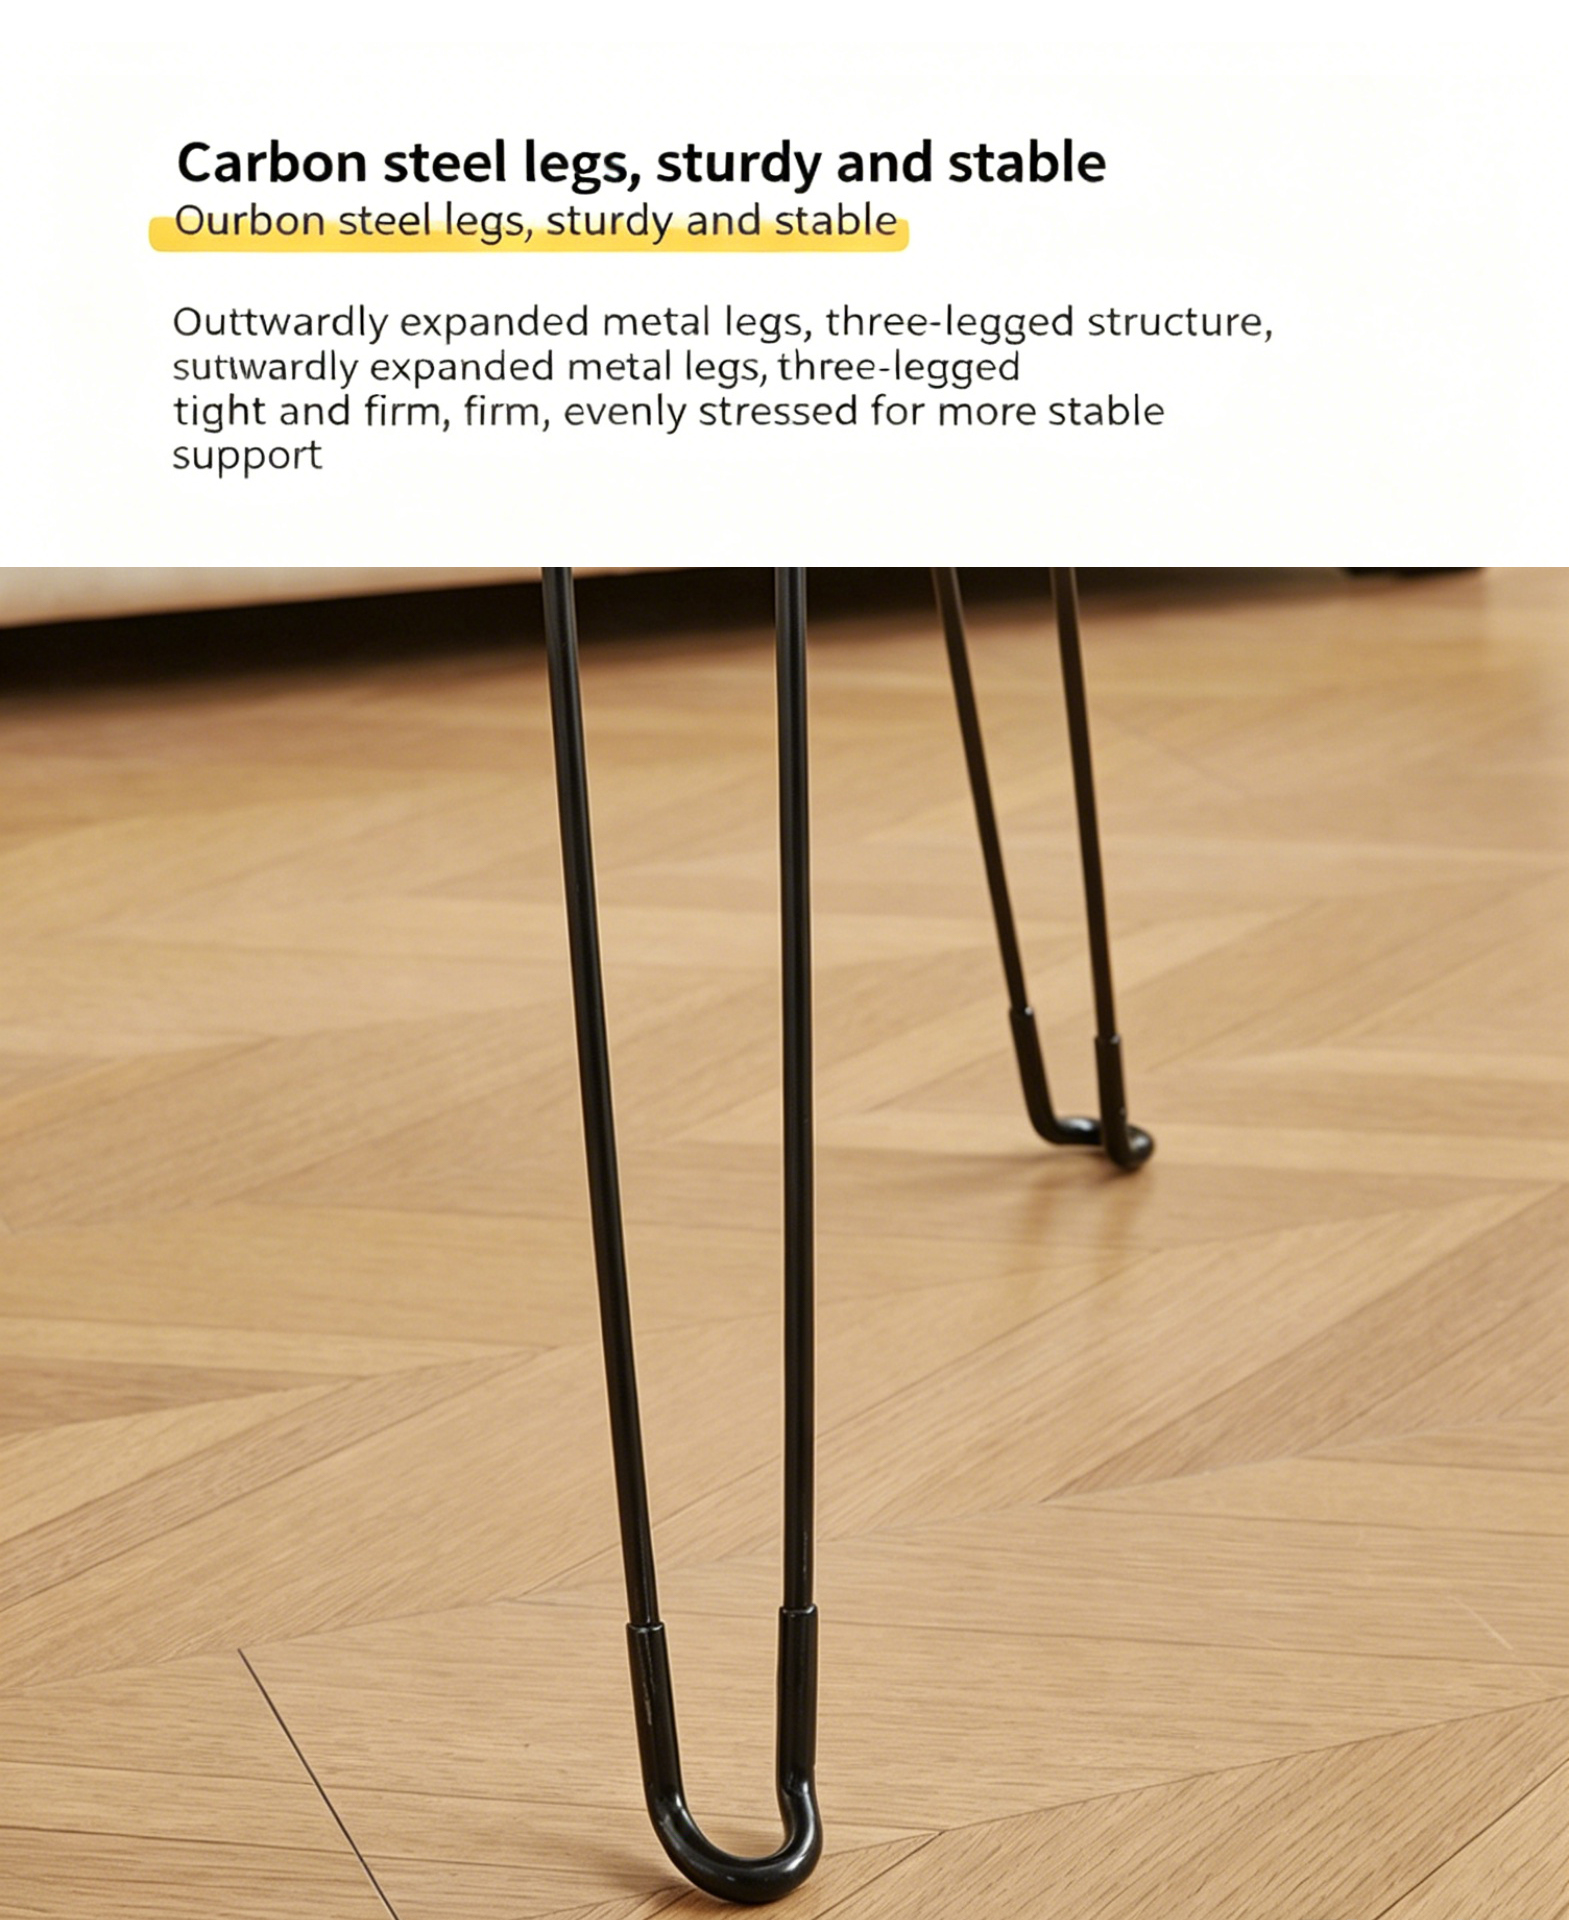 Carbon steel legs, sturdy and stable
Ourbon steel legs, sturdy and stable
Outtwardly expanded metal legs, three-legged structure,
suttwardly expanded metal legs, three-legged
tight and firm, firm, evenly stressed for more stable
support